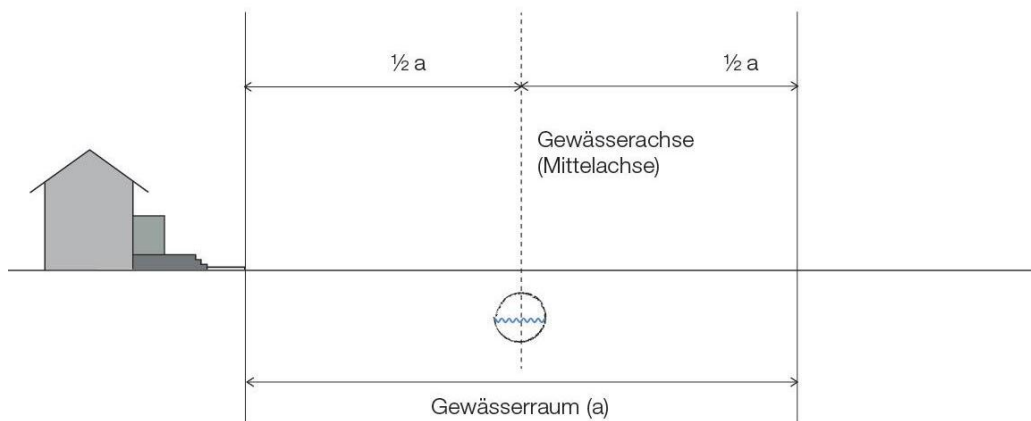 ½ a
½ a
Gewässerachse
(Mittelachse)
Gewässerraum (a)